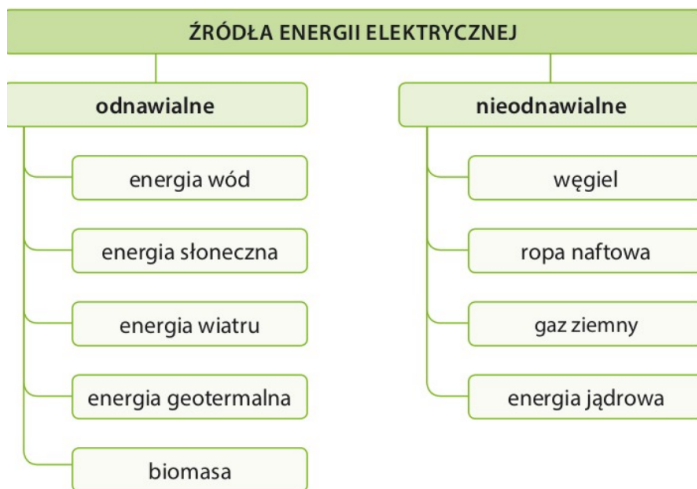 ŹRÓDŁA ENERGII ELEKTRYCZNEJ
odnawialne
energia wód
energia słoneczna
energia wiatru
energia geotermalna
biomasa
nieodnawialne
węgiel
ropa naftowa
gaz ziemny
energia jądrowa